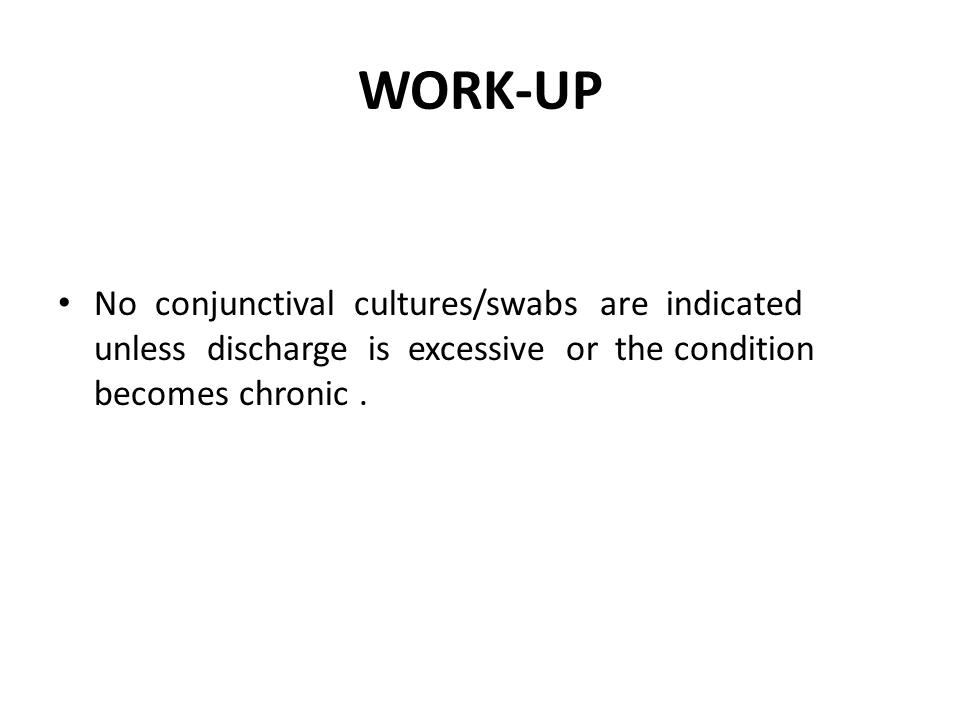 WORK-UP
• No conjunctival cultures/swabs are indicated
unless discharge is excessive or the condition
becomes chronic .